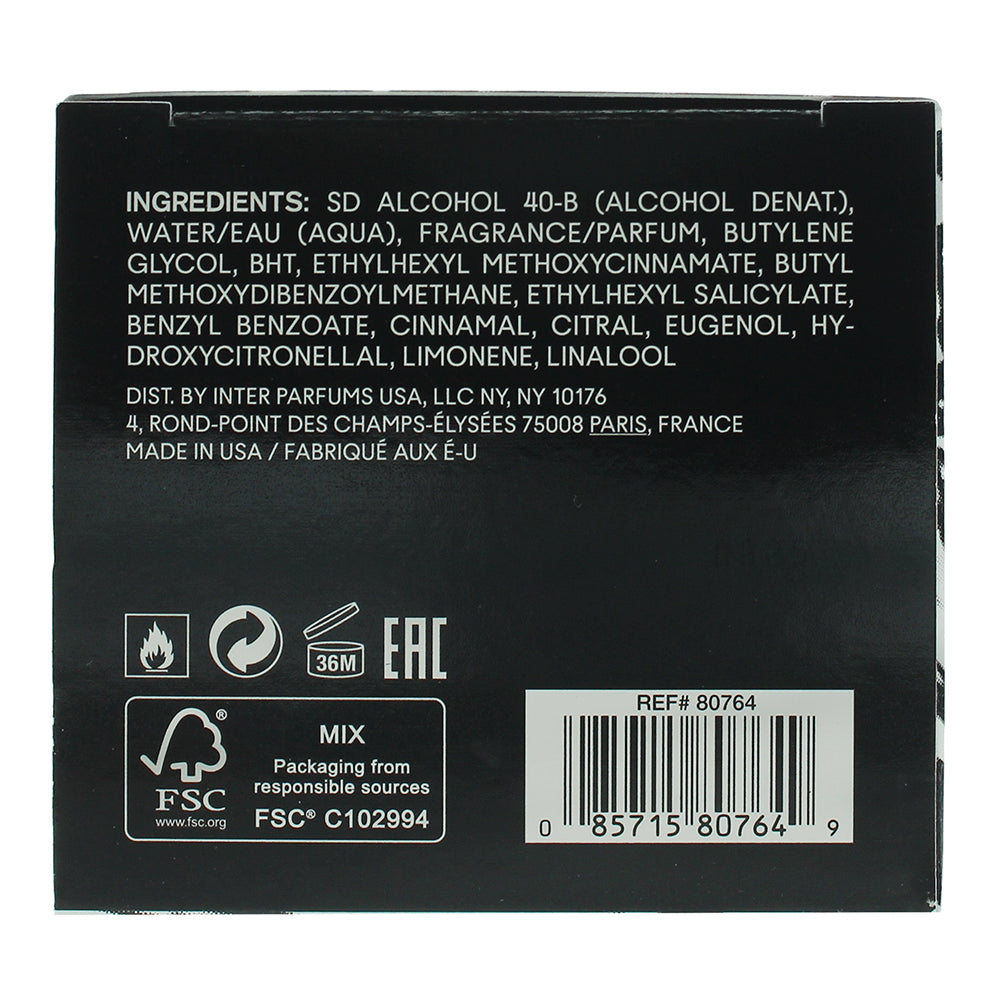 INGREDIENTS: SD ALCOHOL 40-B (ALCOHOL DENAT.),
WATER/EAU (AQUA), FRAGRANCE/PARFUM, BUTYLENE
GLYCOL, BHT, ETHYLHEXYL METHOXYCINNAMATE, BUTYL
METHOXYDIBENZOYLMETHANE, ETHYLHEXYL SALICYLATE,
BENZYL BENZOATE, CINNAMAL, CITRAL, EUGENOL, HY-
DROXYCITRONELLAL, LIMONENE, LINALOOL
DIST. BY INTER PARFUMS USA, LLC NY, NY 10176
4, ROND-POINT DES CHAMPS-ÉLYSÉES 75008 PARIS, FRANCE
MADE IN USA / FABRIQUÉ AUX É-U
36M
EAC
FSC®
www.fsc.org
MIX
Packaging from
responsible sources
FSC® C102994
REF# 80764
0 85715 80764 9